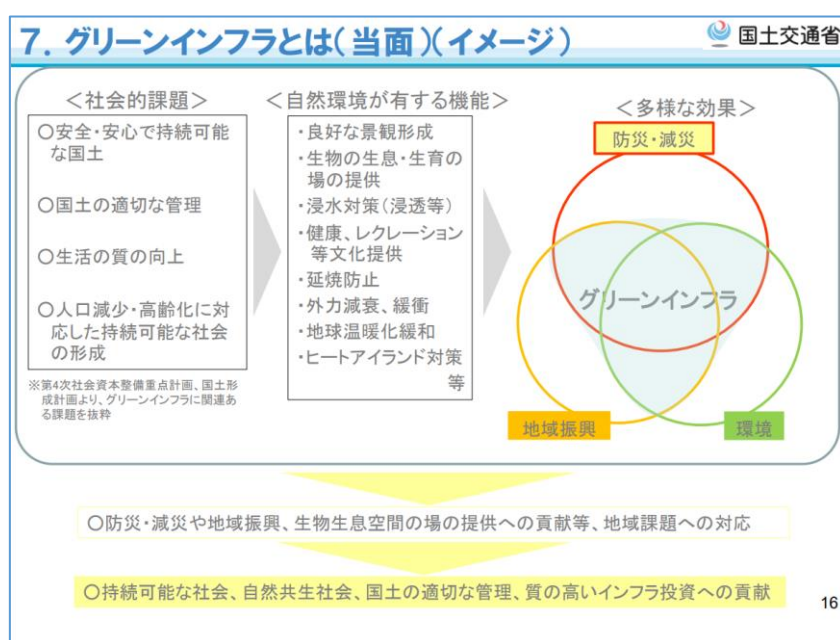 7．グリーンインフラとは(当面)(イメージ)
国土交通省
＜社会的課題＞
○安全・安心で持続可能
な国土
○国土の適切な管理
○生活の質の向上
○人口減少・高齢化に対
応した持続可能な社会
の形成
※第4次社会資本整備重点計画、国土形
成計画より、グリーンインフラに関連あ
る課題を抜粋
＜自然環境が有する機能＞
・良好な景観形成
・生物の生息・生育の
場の提供
・浸水対策(浸透等)
・健康、レクレーション
等文化提供
・延焼防止
・外力減衰、緩衝
・地球温暖化緩和
・ヒートアイランド対策
等
＜多様な効果＞
防災・減災
グリーンインフラ
地域振興
環境
○防災・減災や地域振興、生物生息空間の場の提供への貢献等、地域課題への対応
○持続可能な社会、自然共生社会、国土の適切な管理、質の高いインフラ投資への貢献
16